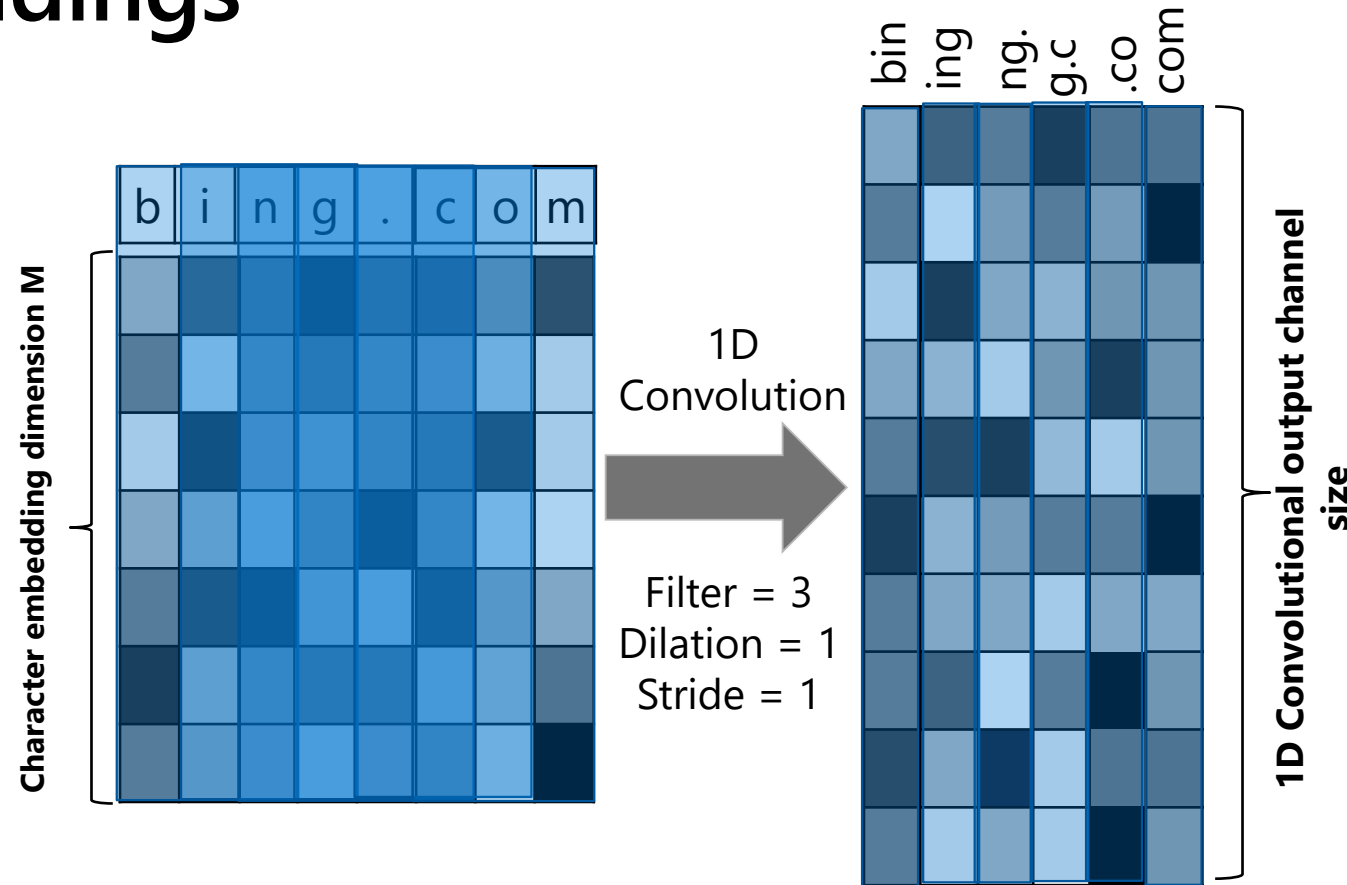 bin ing ng. g.c .co com
b i n g . c o m
Character embedding dimension M
1D
Convolution
Filter = 3
Dilation = 1
Stride = 1
1D Convolutional output channel
size